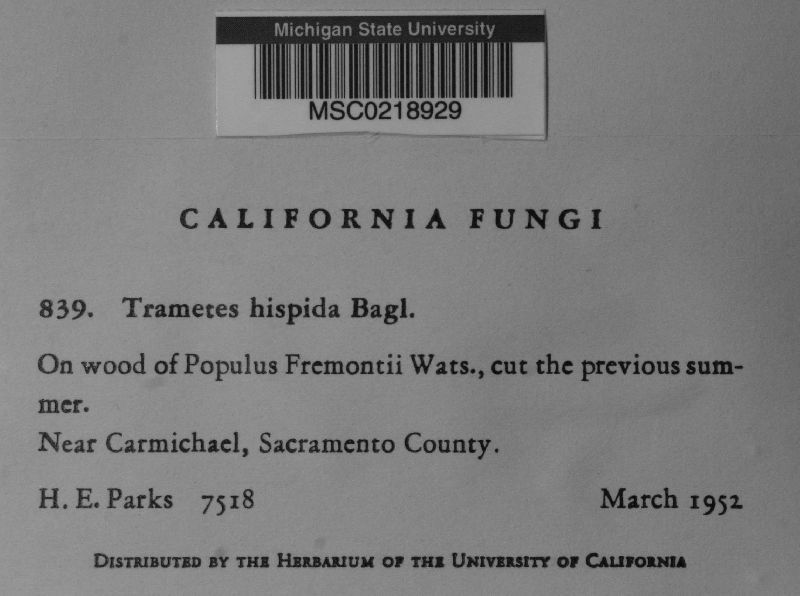 Michigan State University
MSC0218929
CALIFORNIA FUNGI
839. Trametes hispida Bagl.
On wood of Populus Fremontii Wats., cut the previous sum-
mer.
Near Carmichael, Sacramento County.
H. E. Parks 7518 March 1952
DISTRIBUTED BY THE HERBARIUM OF THE UNIVERSITY OF CALIFORNIA